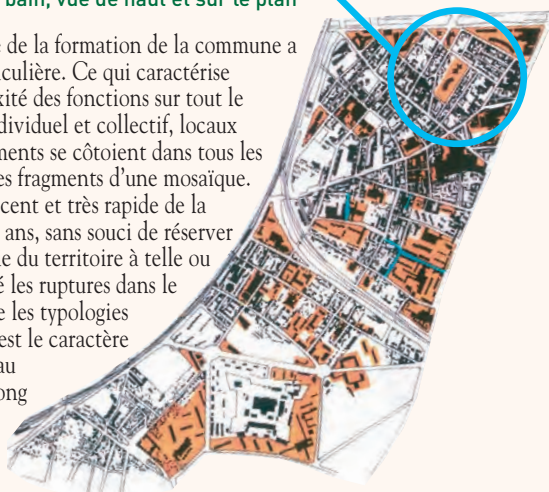 bain, vue de haut et sur le plan
de la formation de la commune a
culière. Ce qui caractérise
xité des fonctions sur tout le
dividuel et collectif, locaux
ments se côtoient dans tous les
es fragments d'une mosaïque.
cent et très rapide de la
ans, sans souci de réserver
e du territoire à telle ou
é les ruptures dans le
e les typologies
est le caractère
au
ong